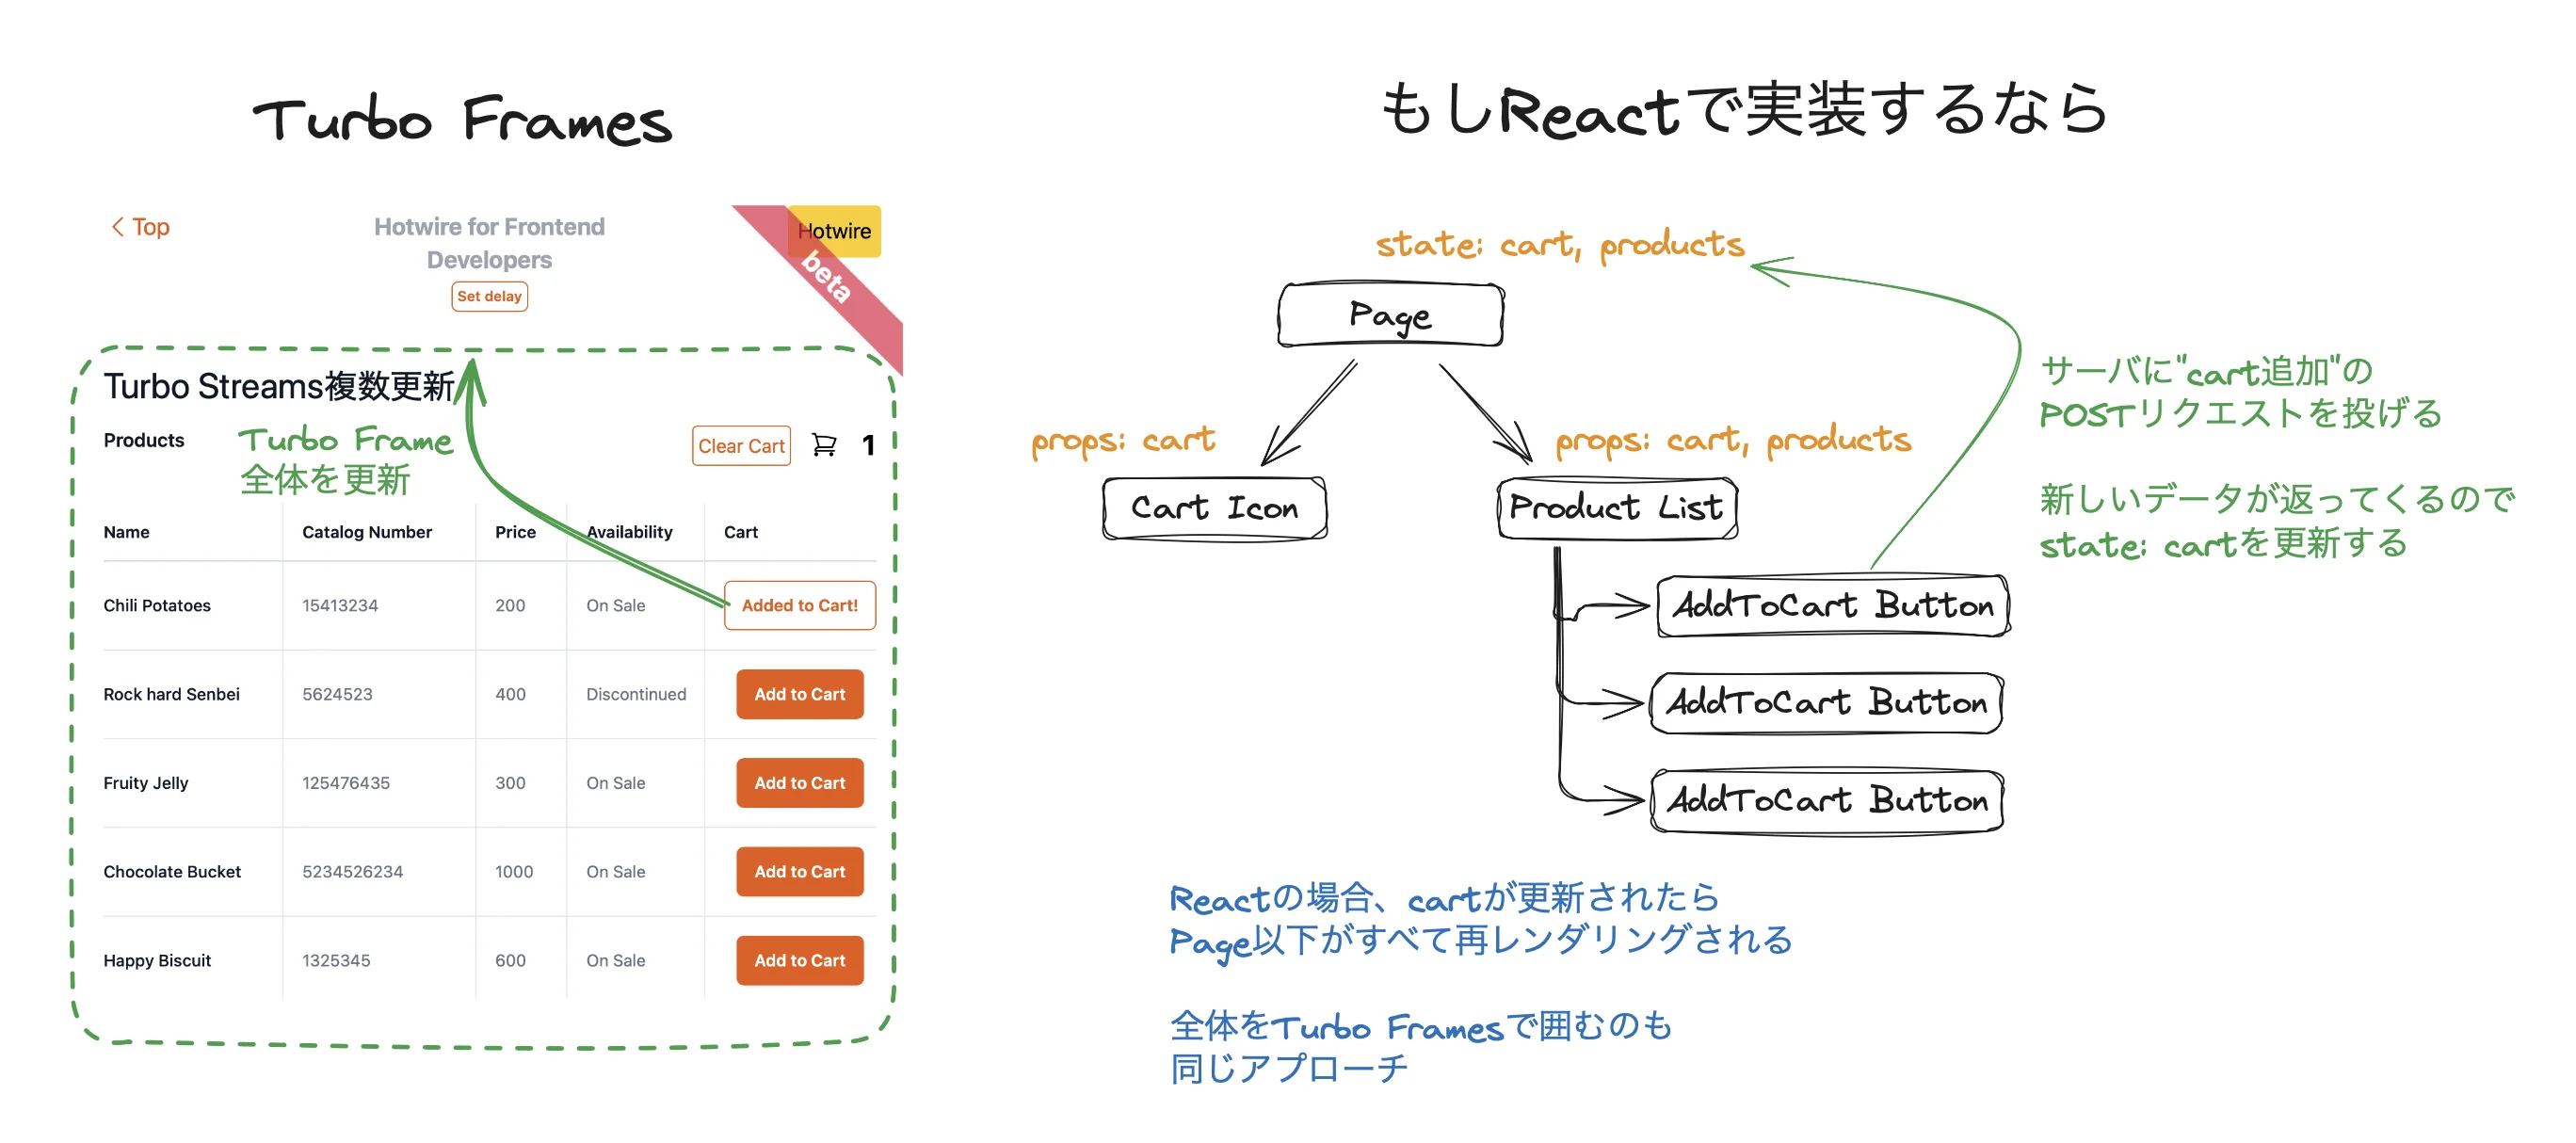 Turbo Frames
Top
Hotwire for Frontend
Developers
Set delay
Hotwire
beta
Turbo Streams複数更新
Products
Turbo Frame
全体を更新
Clear Cart
1
Name Catalog Number Price Availability Cart
Chili Potatoes 15413234 200 On Sale Added to Cart!
Rock hard Senbei 5624523 400 Discontinued Add to Cart
Fruity Jelly 125476435 300 On Sale Add to Cart
Chocolate Bucket 5234526234 1000 On Sale Add to Cart
Happy Biscuit 1325345 600 On Sale Add to Cart
もしReactで実装するなら
state: cart, products
Page
props: cart
props: cart, products
Cart Icon
Product List
AddToCart Button
AddToCart Button
AddToCart Button
サーバに"cart追加"の
POSTリクエストを投げる
新しいデータが返ってくるので
state: cartを更新する
Reactの場合、cartが更新されたら
Page以下がすべて再レンダリングされる
全体をTurbo Framesで囲むのも
同じアプローチ